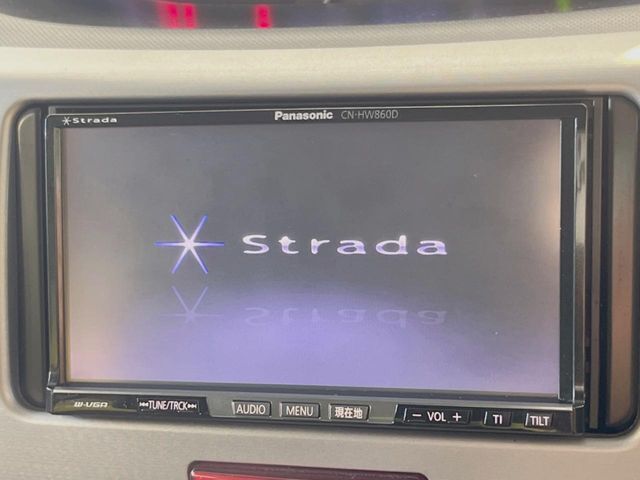 Strada
Panasonic CN-HW860D
Strada
W-VGA TUNE/TRCK AUDIO MENU 現在地 − VOL + TI TILT